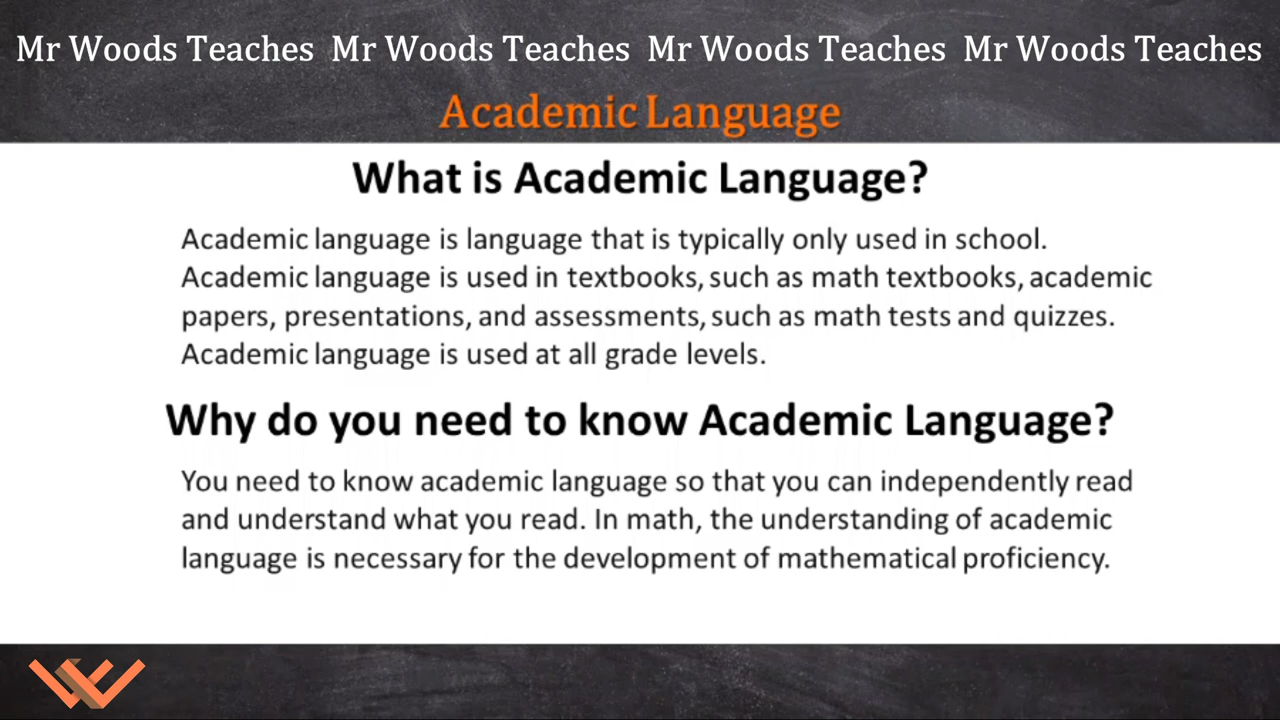 Mr Woods Teaches Mr Woods Teaches Mr Woods Teaches Mr Woods Teaches
Academic Language
What is Academic Language?
Academic language is language that is typically only used in school.
Academic language is used in textbooks, such as math textbooks, academic
papers, presentations, and assessments, such as math tests and quizzes.
Academic language is used at all grade levels.
Why do you need to know Academic Language?
You need to know academic language so that you can independently read
and understand what you read. In math, the understanding of academic
language is necessary for the development of mathematical proficiency.